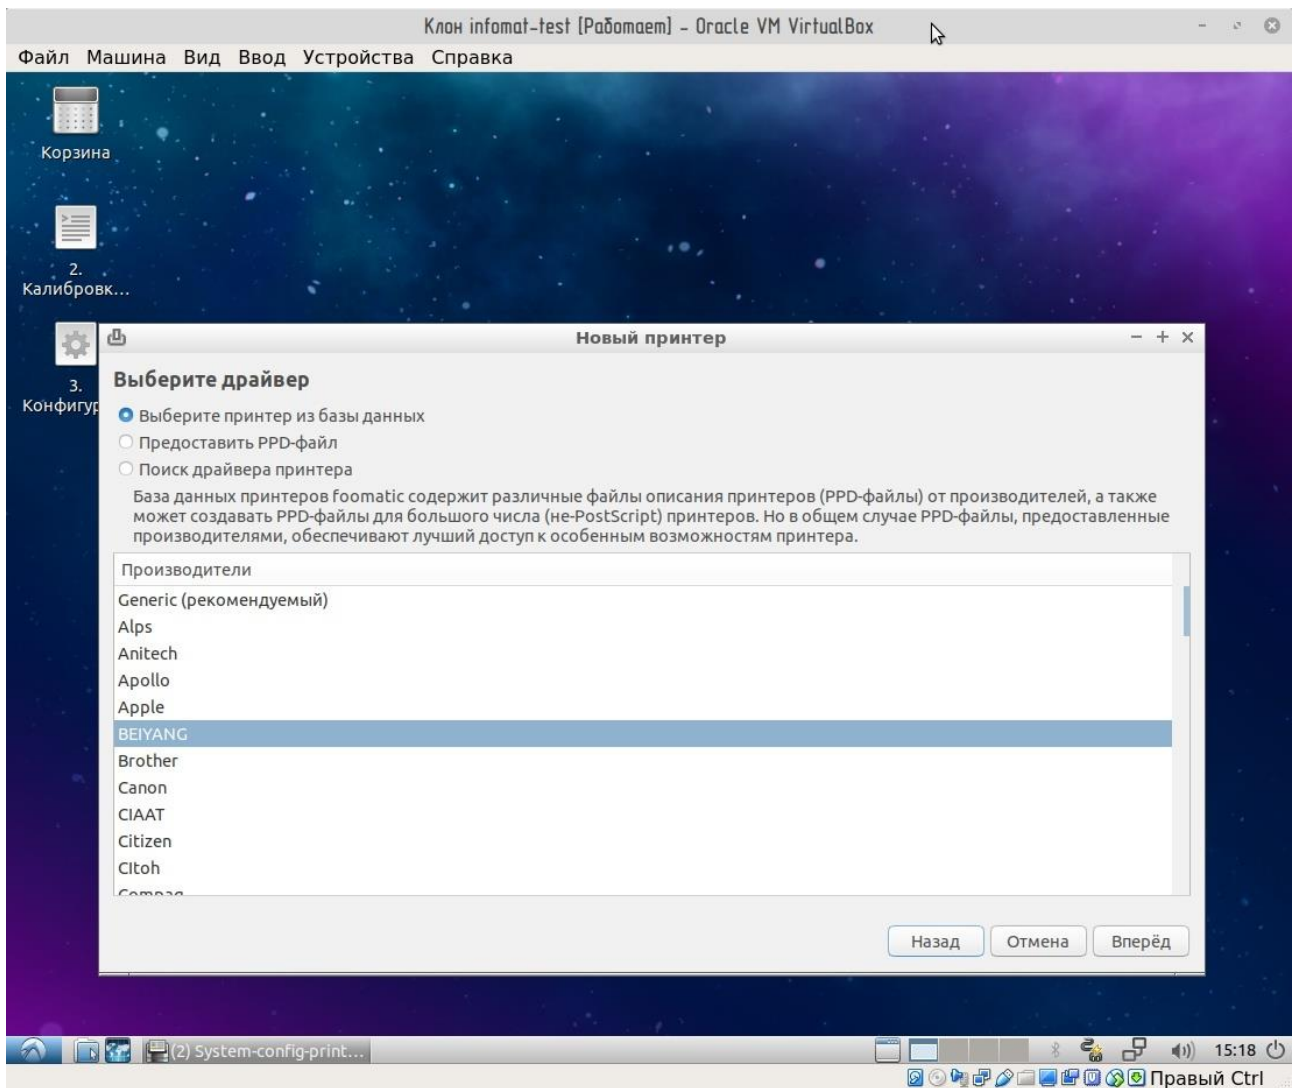 Клон infomat-test [Работает] - Oracle VM VirtualBox
Файл Машина Вид Ввод Устройства Справка
Корзина
2.
Калибровк...
3.
Конфигур
Новый принтер
Выберите драйвер
Выберите принтер из базы данных
Предоставить PPD-файл
Поиск драйвера принтера
База данных принтеров foomatic содержит различные файлы описания принтеров (PPD-файлы) от производителей, а также
может создавать PPD-файлы для большого числа (не-PostScript) принтеров. Но в общем случае PPD-файлы, предоставленные
производителями, обеспечивают лучший доступ к особенным возможностям принтера.
Производители
Generic (рекомендуемый)
Alps
Anitech
Apollo
Apple
BEIYANG
Brother
Canon
CIAAT
Citizen
CItoh
Compaq
Назад Отмена Вперёд
(2) System-config-print...
15:18
Правый Ctrl